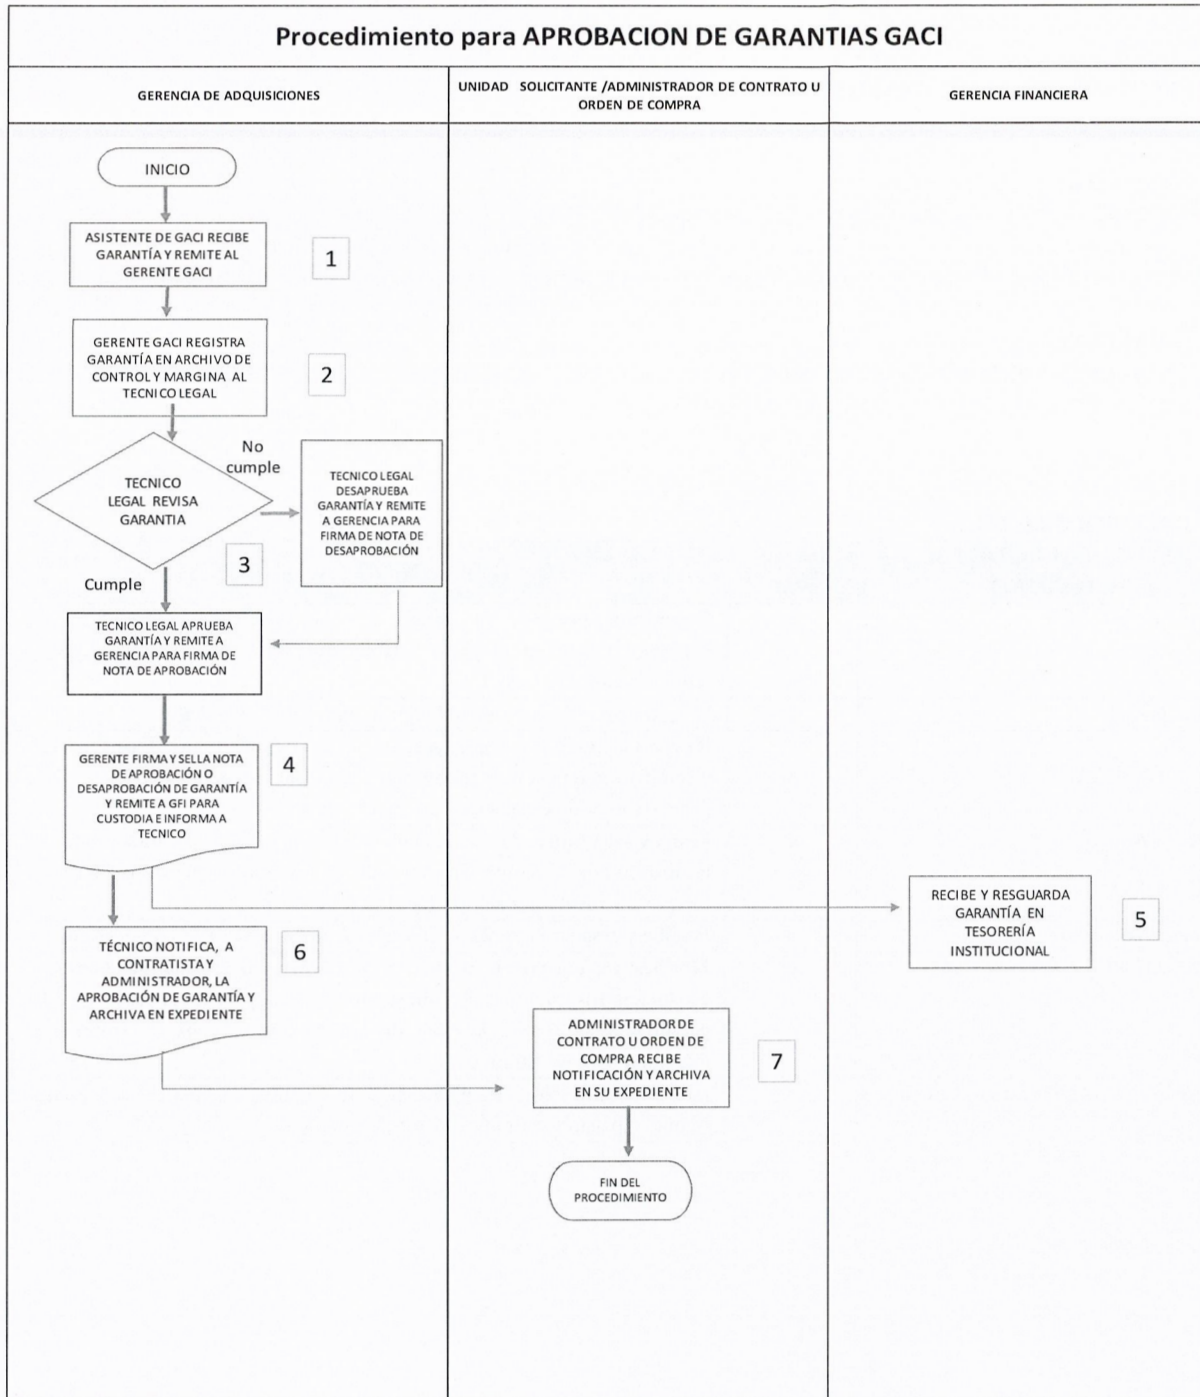 Procedimiento para APROBACION DE GARANTIAS GACI
GERENCIA DE ADQUISICIONES
UNIDAD SOLICITANTE /ADMINISTRADOR DE CONTRATO U
ORDEN DE COMPRA
GERENCIA FINANCIERA
INICIO
ASISTENTE DE GACI RECIBE
GARANTÍA Y REMITE AL
GERENTE GACI
1
GERENTE GACI REGISTRA
GARANTÍA EN ARCHIVO DE
CONTROL Y MARGINA AL
TECNICO LEGAL
2
TECNICO
LEGAL REVISA
GARANTIA
No
cumple
TECNICO LEGAL
DESAPRUEBA
GARANTÍA Y REMITE
A GERENCIA PARA
FIRMA DE NOTA DE
DESAPROBACIÓN
3
Cumple
TECNICO LEGAL APRUEBA
GARANTÍA Y REMITE A
GERENCIA PARA FIRMA DE
NOTA DE APROBACIÓN
GERENTE FIRMA Y SELLA NOTA
DE APROBACIÓN O
DESAPROBACIÓN DE GARANTÍA
Y REMITE A GFI PARA
CUSTODIA E INFORMA A
TECNICO
4
RECIBE Y RESGUARDA
GARANTÍA EN
TESORERÍA
INSTITUCIONAL
5
TÉCNICO NOTIFICA, A
CONTRATISTA Y
ADMINISTRADOR, LA
APROBACIÓN DE GARANTÍA Y
ARCHIVA EN EXPEDIENTE
6
ADMINISTRADOR DE
CONTRATO U ORDEN DE
COMPRA RECIBE
NOTIFICACIÓN Y ARCHIVA
EN SU EXPEDIENTE
7
FIN DEL
PROCEDIMIENTO